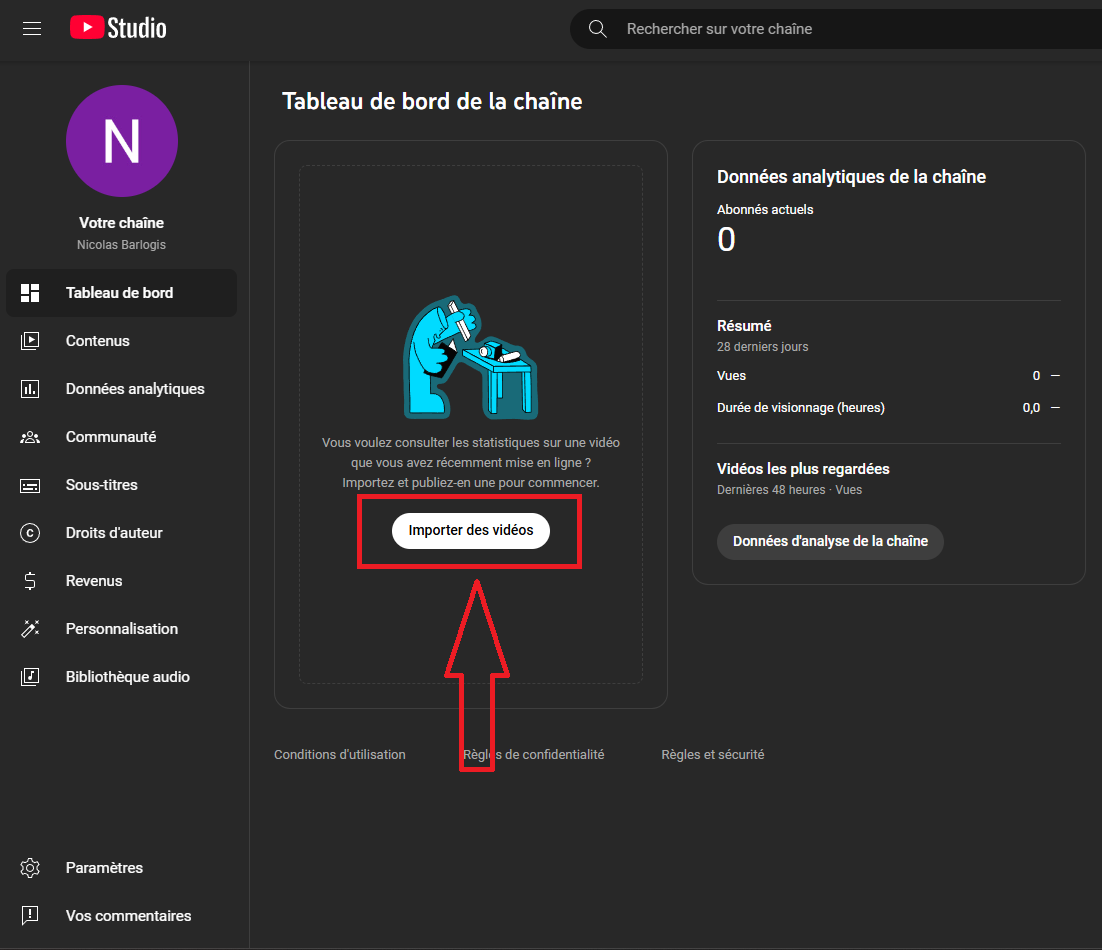 Studio
Rechercher sur votre chaîne
N
Votre chaîne
Nicolas Barlogis
Tableau de bord
Contenus
Données analytiques
Communauté
Sous-titres
Droits d'auteur
Revenus
Personnalisation
Bibliothèque audio
Paramètres
Vos commentaires
Tableau de bord de la chaîne
Vous voulez consulter les statistiques sur une vidéo
que vous avez récemment mise en ligne ?
Importez et publiez-en une pour commencer.
Importer des vidéos
Données analytiques de la chaîne
Abonnés actuels
0
Résumé
28 derniers jours
Vues 0 —
Durée de visionnage (heures) 0,0 —
Vidéos les plus regardées
Dernières 48 heures · Vues
Données d'analyse de la chaîne
Conditions d'utilisation Règles de confidentialité Règles et sécurité